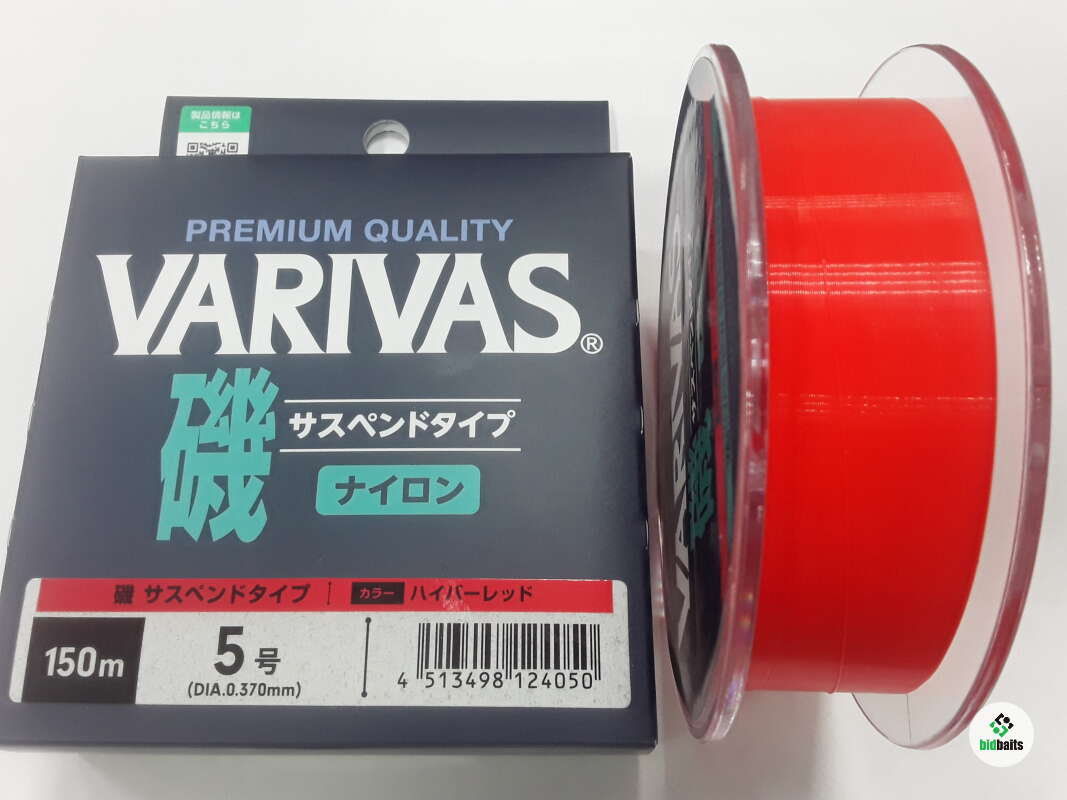 製品情報は
こちら
PREMIUM QUALITY
VARIVAS®
磯
サスペンドタイプ
ナイロン
磯 サスペンドタイプ カラー ハイパーレッド
150m
5号
(DIA.0.370mm)
4 513498 124050
VARIVAS
磯
bidbaits